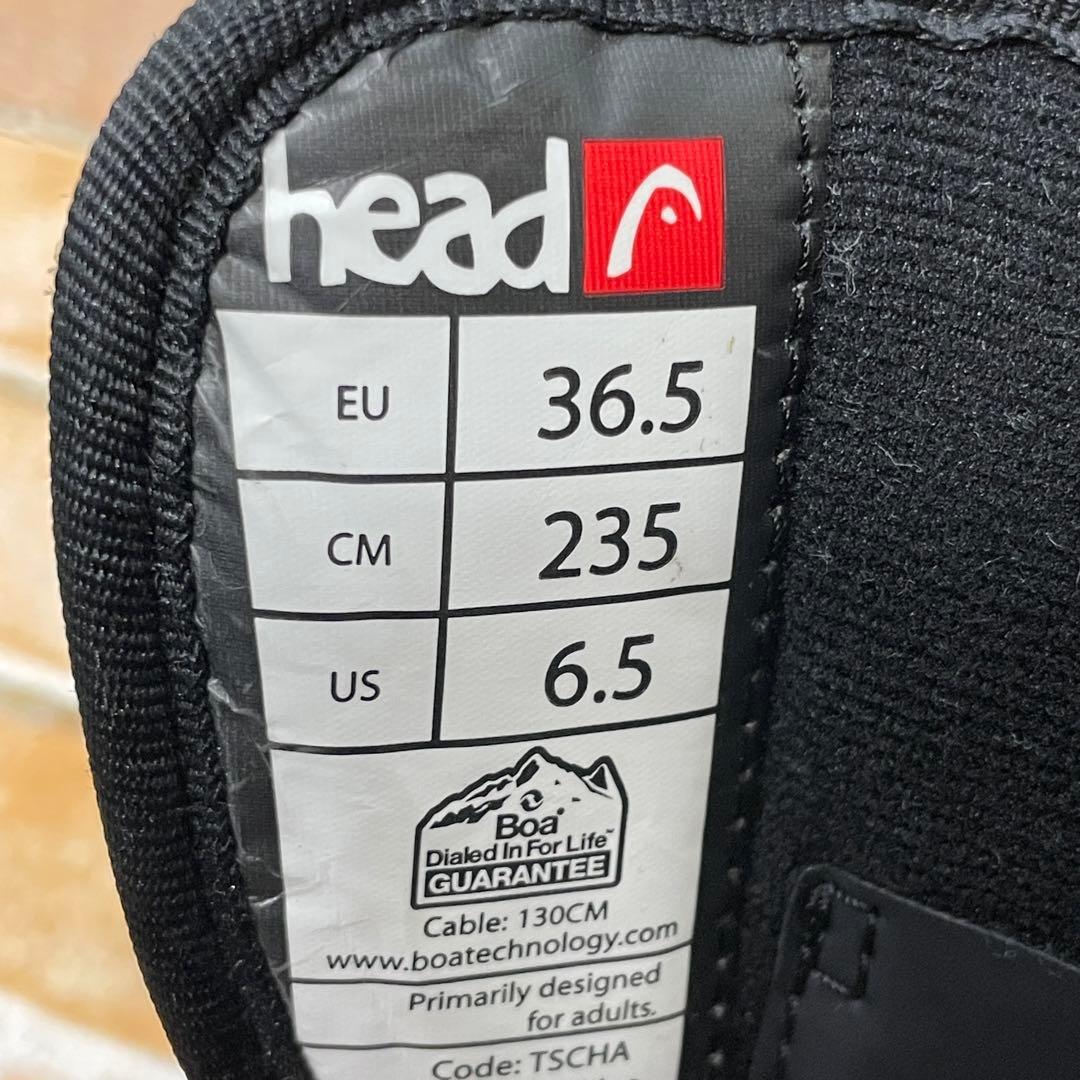 head
EU 36.5
CM 235
US 6.5
Boa®
Dialed In For Life™
GUARANTEE
Cable: 130CM
www.boatechnology.com
Primarily designed
for adults.
Code: TSCHA